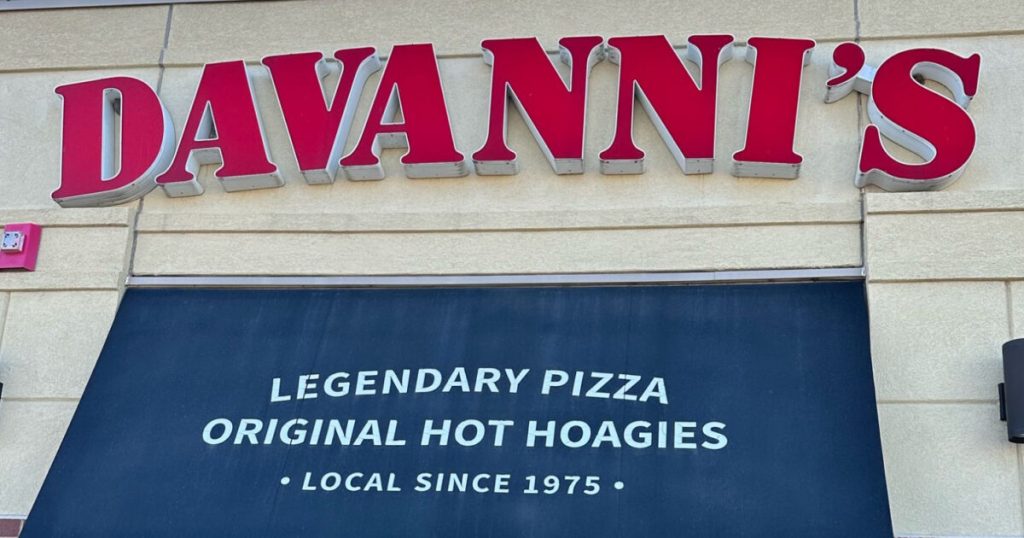 DAVANNI'S
LEGENDARY PIZZA
ORIGINAL HOT HOAGIES
• LOCAL SINCE 1975 •